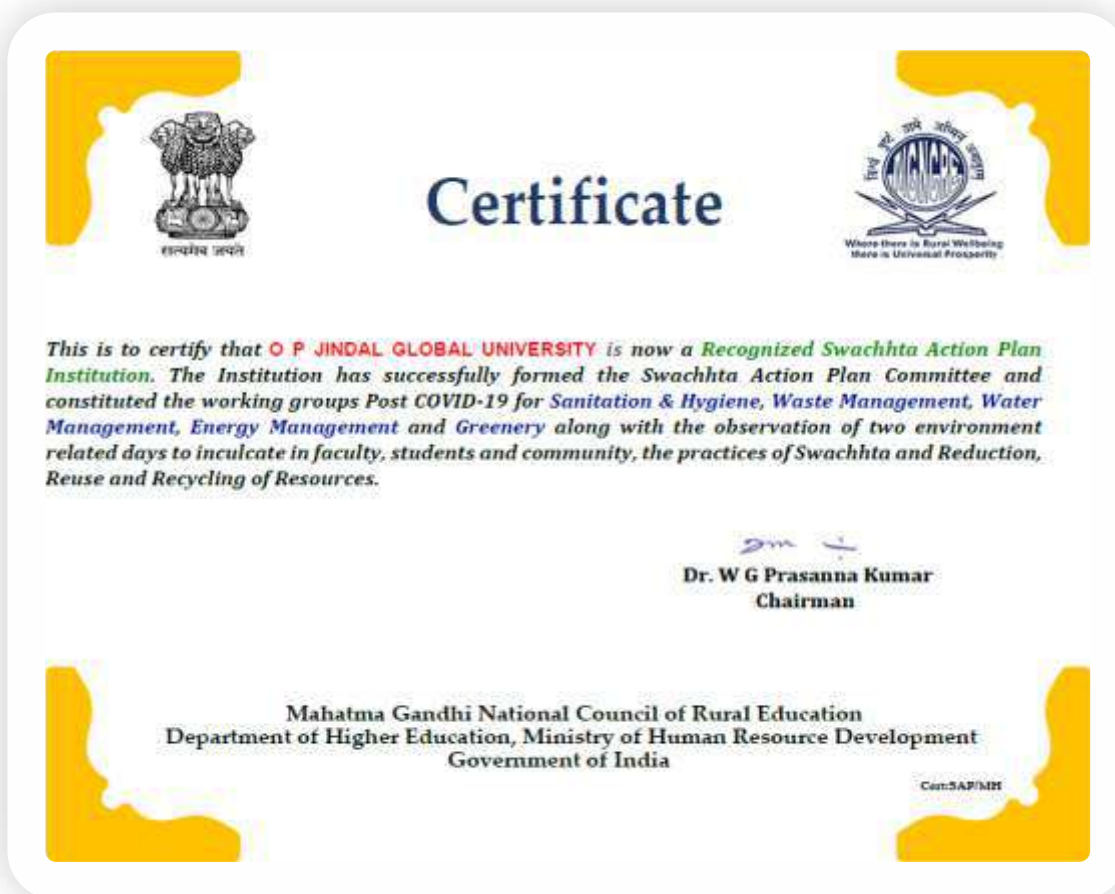 सत्यमेव जयते
Certificate
Where there is Rural Wellbeing
there is Universal Prosperity
This is to certify that O P JINDAL GLOBAL UNIVERSITY is now a Recognized Swachhta Action Plan
Institution. The Institution has successfully formed the Swachhta Action Plan Committee and
constituted the working groups Post COVID-19 for Sanitation & Hygiene, Waste Management, Water
Management, Energy Management and Greenery along with the observation of two environment
related days to inculcate in faculty, students and community, the practices of Swachhta and Reduction,
Reuse and Recycling of Resources.
Dr. W G Prasanna Kumar
Chairman
Mahatma Gandhi National Council of Rural Education
Department of Higher Education, Ministry of Human Resource Development
Government of India
Cert:SAP/MH